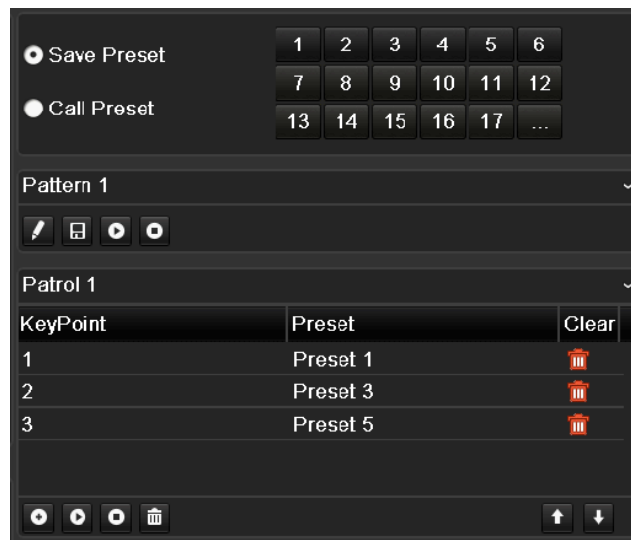 Save Preset
Call Preset
1 2 3 4 5 6
7 8 9 10 11 12
13 14 15 16 17 ...
Pattern 1
Patrol 1
KeyPoint Preset Clear
1 Preset 1
2 Preset 3
3 Preset 5